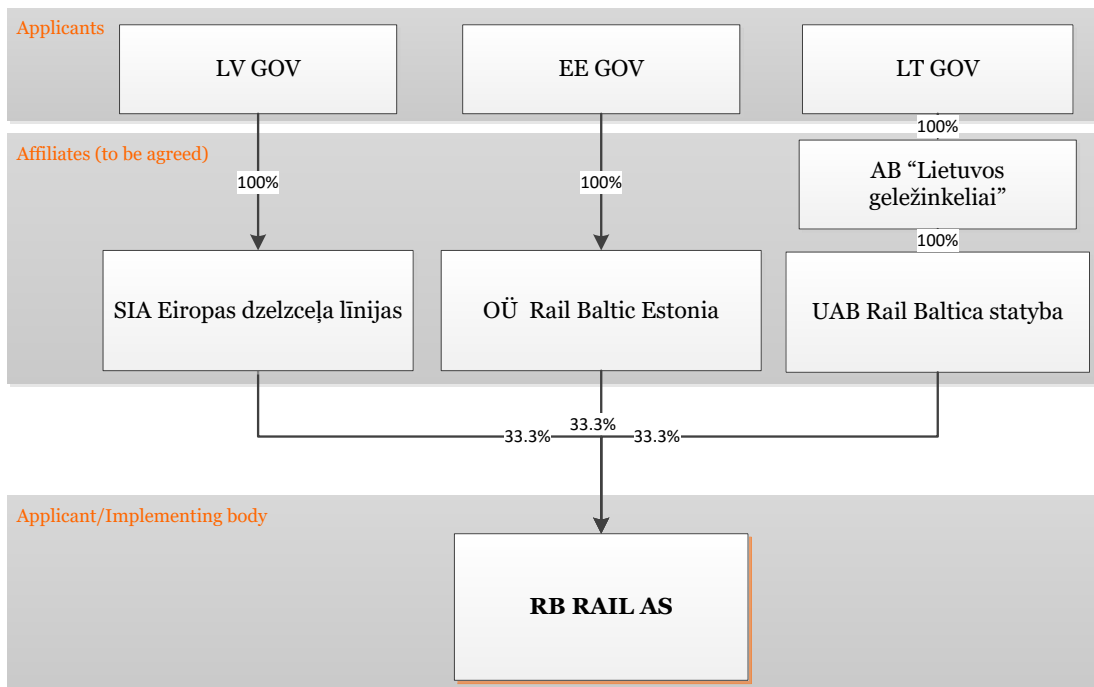 Applicants
LV GOV
EE GOV
LT GOV
100%
Affiliates (to be agreed)
AB “Lietuvos
geležinkeliai”
100%
100%
100%
SIA Eiropas dzelzceļa līnijas
OÜ Rail Baltic Estonia
UAB Rail Baltica statyba
33.3%
33.3%
33.3%
Applicant/Implementing body
RB RAIL AS